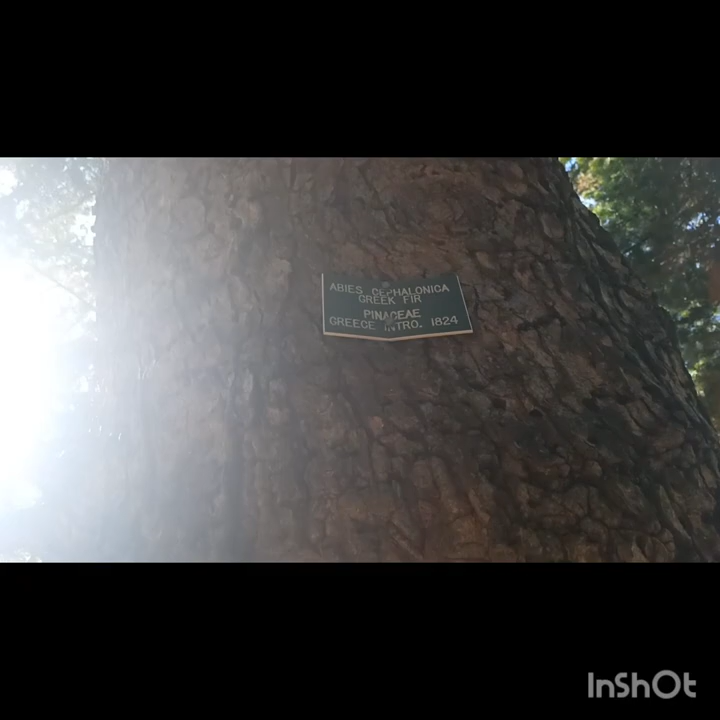 ABIES CEPHALONICA
GREEK FIR
PINACEAE
GREECE INTRO. 1824
InShOt